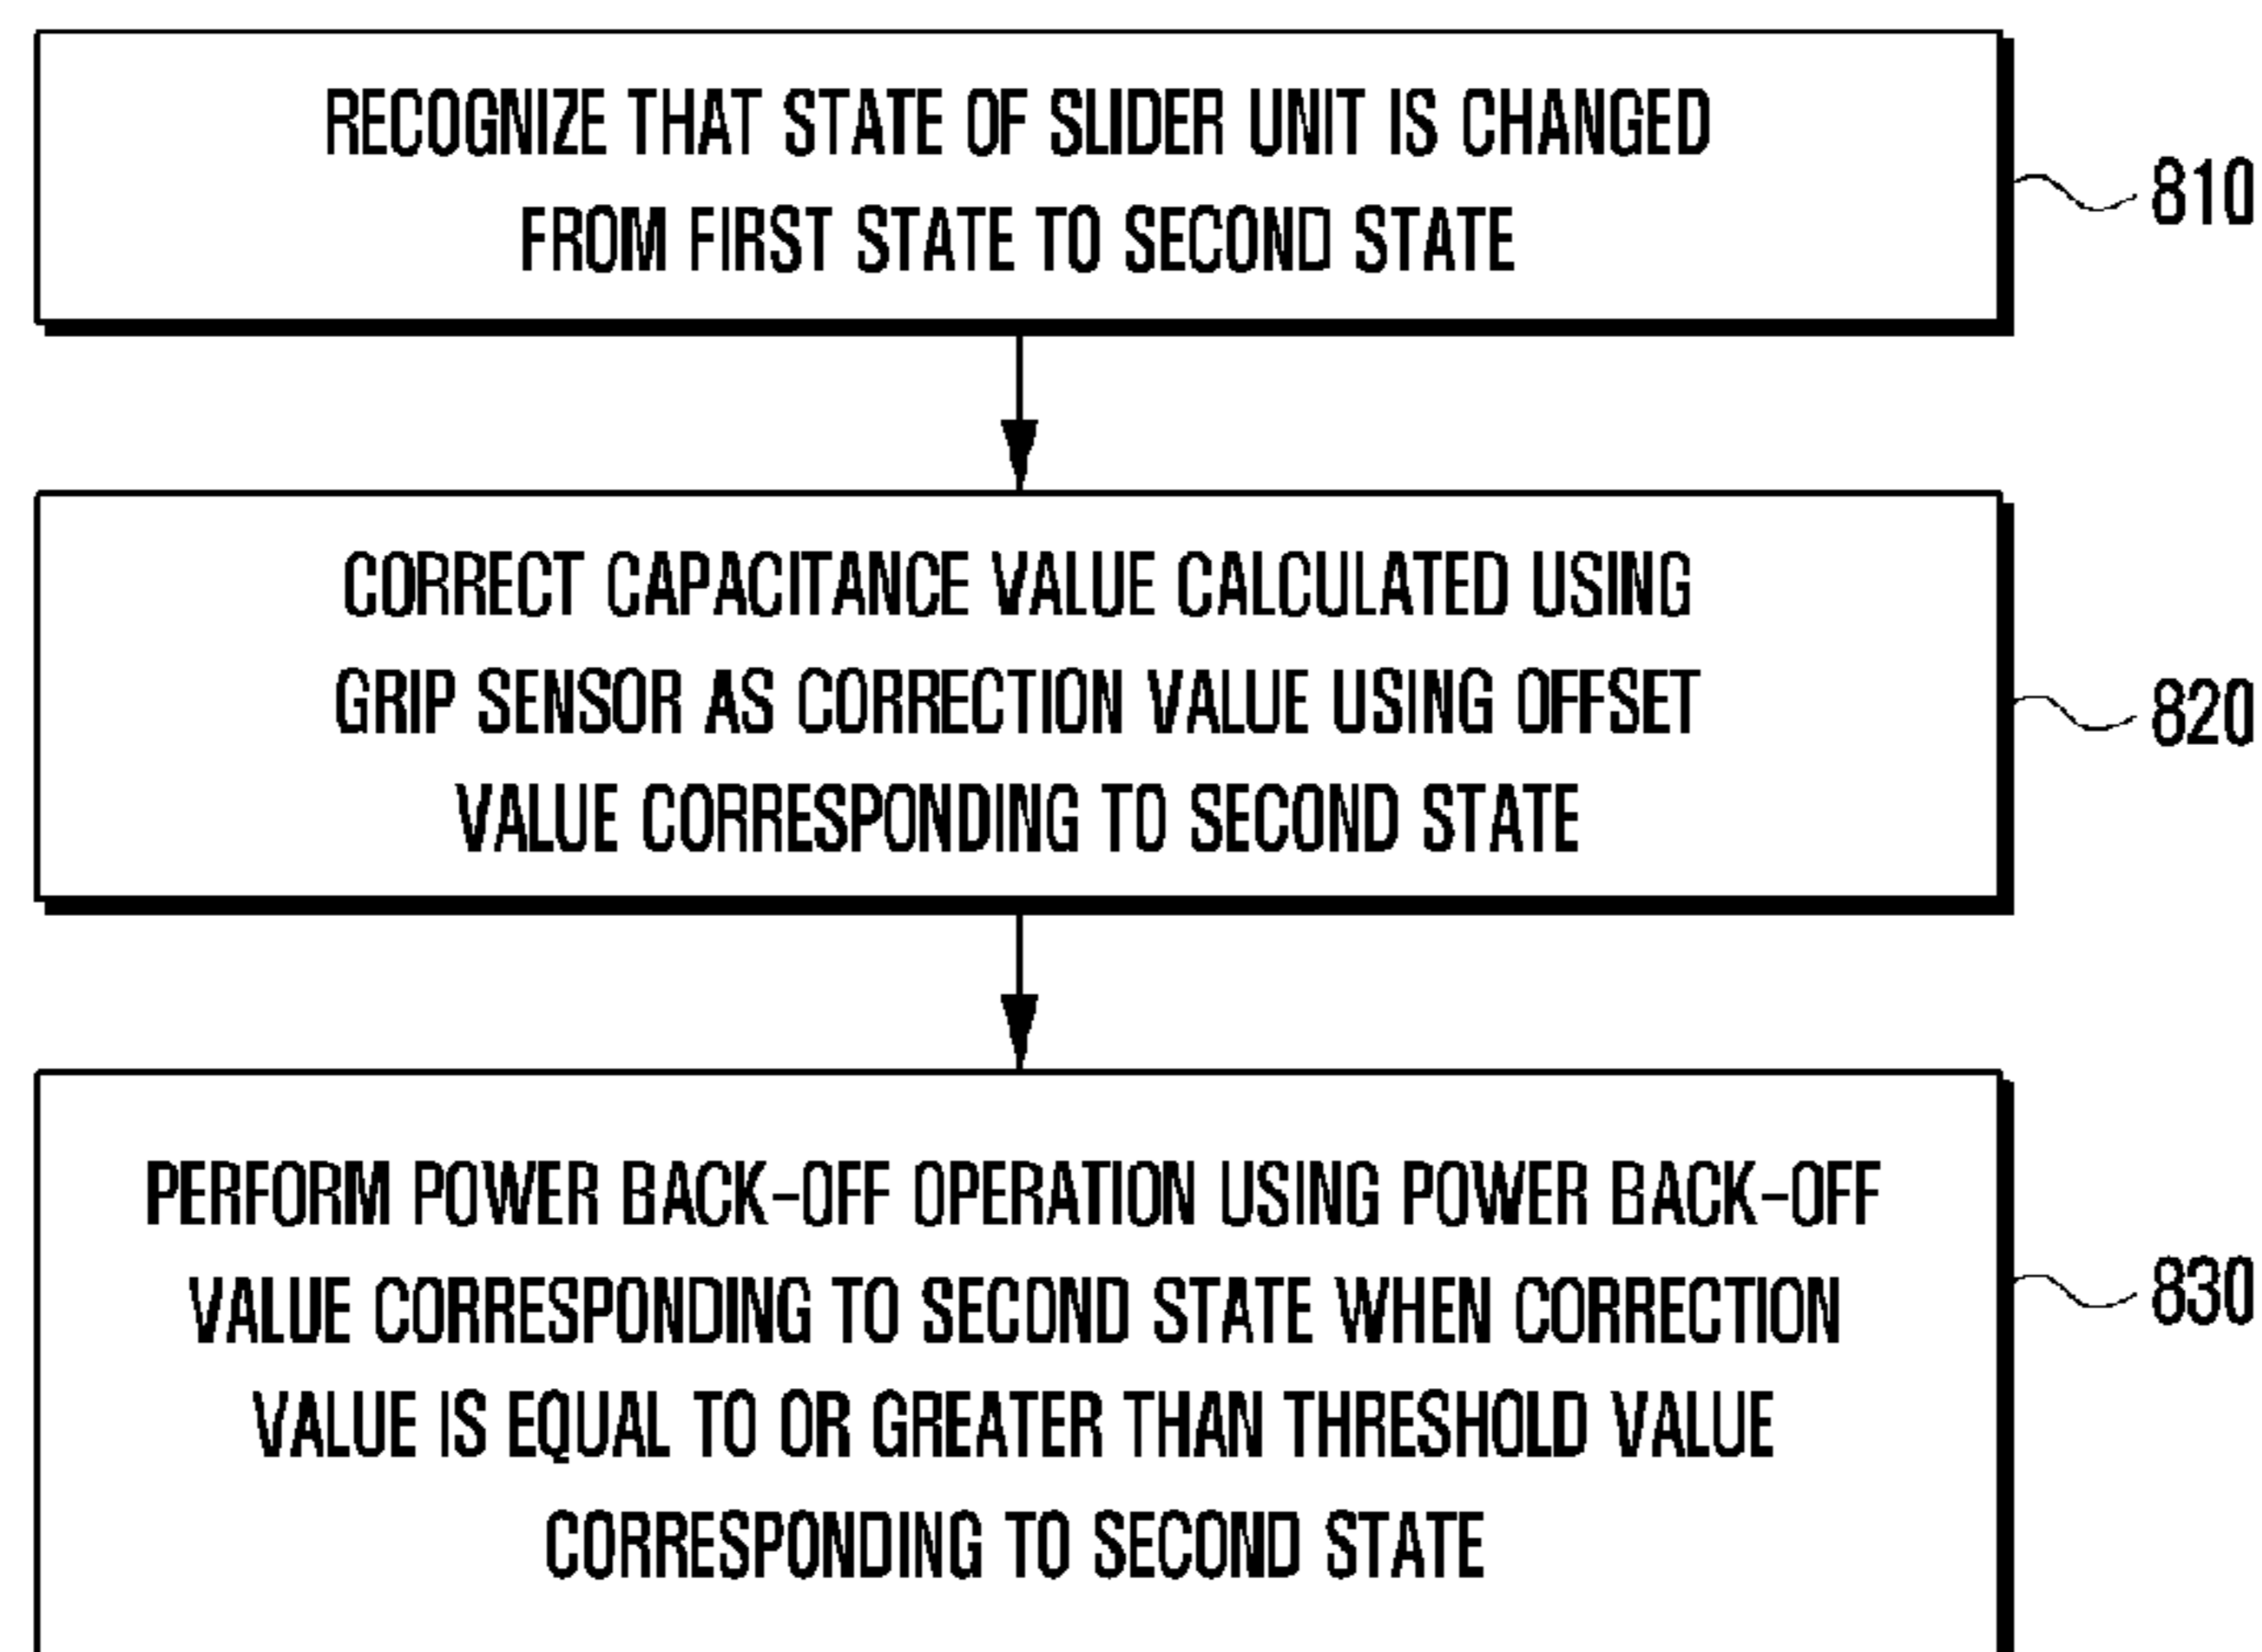 RECOGNIZE THAT STATE OF SLIDER UNIT IS CHANGED
FROM FIRST STATE TO SECOND STATE
810
CORRECT CAPACITANCE VALUE CALCULATED USING
GRIP SENSOR AS CORRECTION VALUE USING OFFSET
VALUE CORRESPONDING TO SECOND STATE
820
PERFORM POWER BACK-OFF OPERATION USING POWER BACK-OFF
VALUE CORRESPONDING TO SECOND STATE WHEN CORRECTION
VALUE IS EQUAL TO OR GREATER THAN THRESHOLD VALUE
CORRESPONDING TO SECOND STATE
830